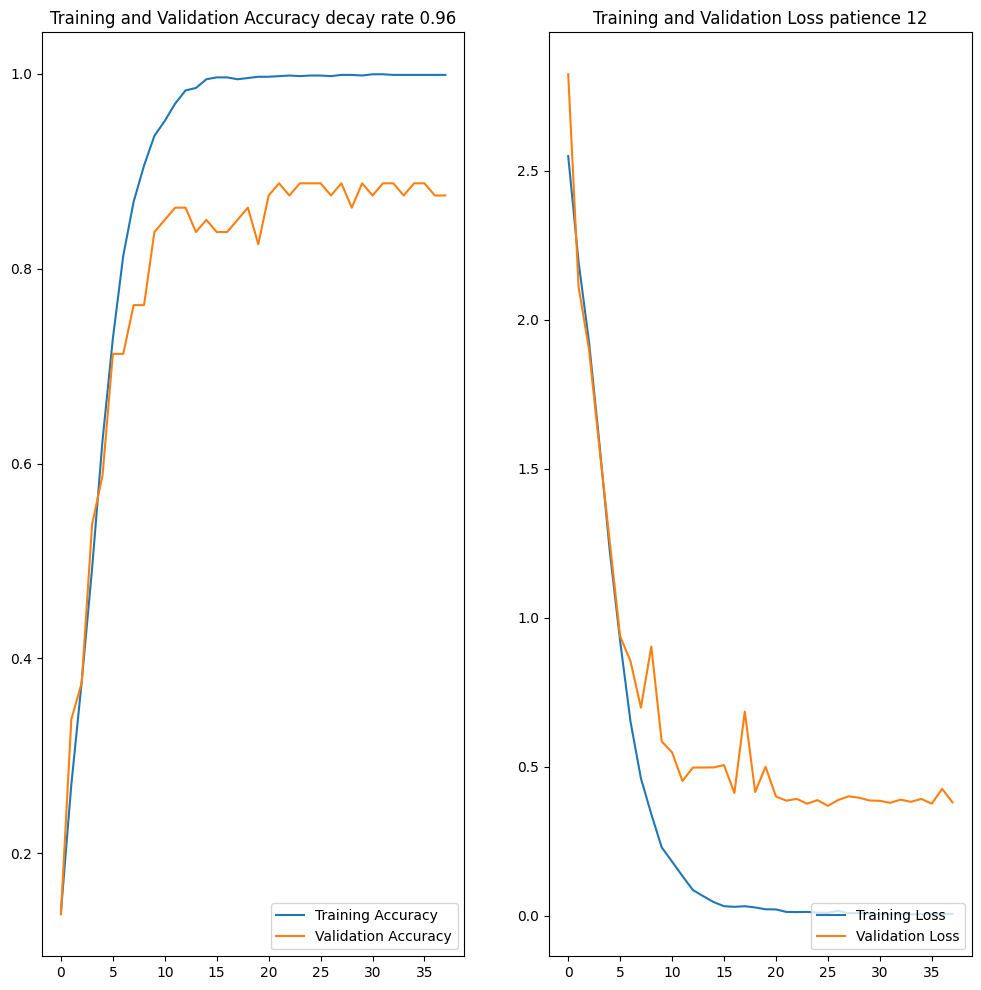 Training and Validation Accuracy decay rate 0.96
1.0
0.8
0.6
0.4
0.2
0 5 10 15 20 25 30 35
Training Accuracy
Validation Accuracy
Training and Validation Loss patience 12
2.5
2.0
1.5
1.0
0.5
0.0
0 5 10 15 20 25 30 35
Training Loss
Validation Loss